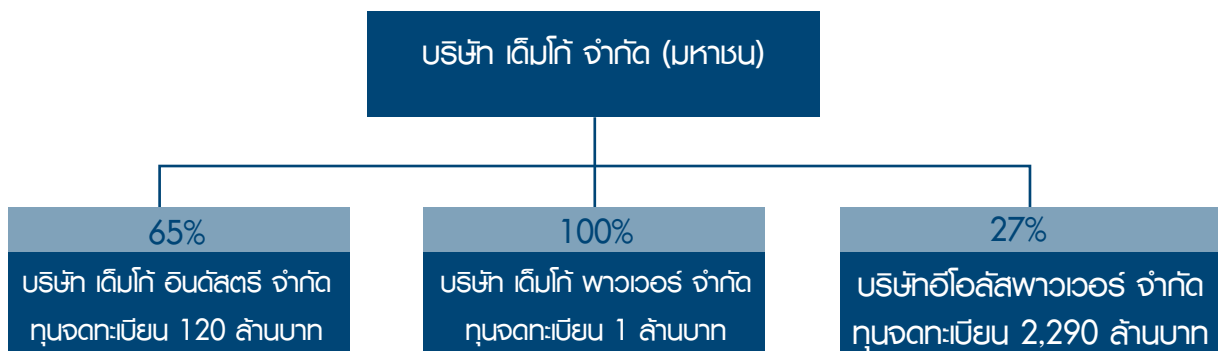 บริษัท เด็มโก้ จำกัด (มหาชน)
65%
บริษัท เด็มโก้ อินดัสตรี จำกัด
ทุนจดทะเบียน 120 ล้านบาท
100%
บริษัท เด็มโก้ พาวเวอร์ จำกัด
ทุนจดทะเบียน 1 ล้านบาท
27%
บริษัทอีโอลัสพาวเวอร์ จำกัด
ทุนจดทะเบียน 2,290 ล้านบาท